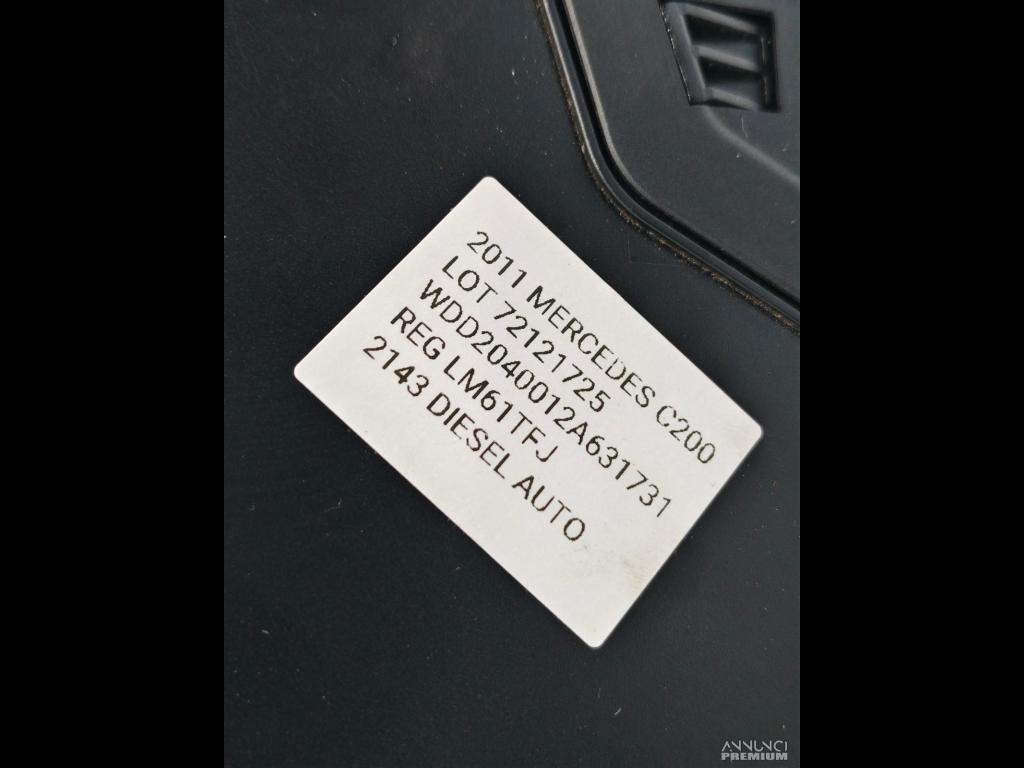 2011 MERCEDES C200
LOT 72121725
WDD2040012A631731
REG LM61TFJ
2143 DIESEL AUTO
ANNUNCI
PREMIUM